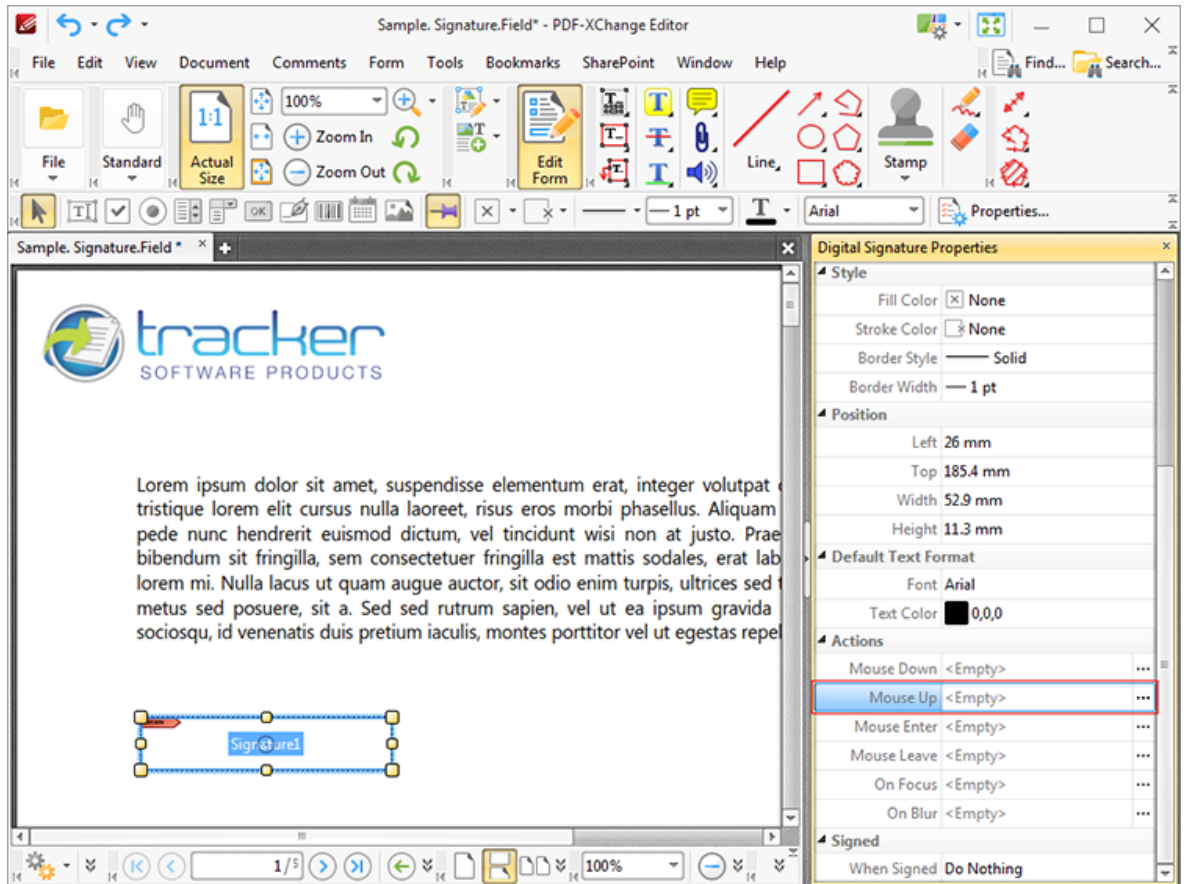 Sample. Signature.Field* - PDF-XChange Editor
File Edit View Document Comments Form Tools Bookmarks SharePoint Window Help
Find... Search...
1:1
100%
Zoom In
Zoom Out
File
Standard
Actual Size
Edit Form
Line
Stamp
OK
1 pt
Arial
Properties...
Sample. Signature.Field *
tracker
SOFTWARE PRODUCTS
Lorem ipsum dolor sit amet, suspendisse elementum erat, integer volutpat
tristique lorem elit cursus nulla laoreet, risus eros morbi phasellus. Aliquam
pede nunc hendrerit euismod dictum, vel tincidunt wisi non at justo. Prae
bibendum sit fringilla, sem consectetuer fringilla est mattis sodales, erat lab
lorem mi. Nulla lacus ut quam augue auctor, sit odio enim turpis, ultrices sed
metus sed posuere, sit a. Sed sed rutrum sapien, vel ut ea ipsum gravida
sociosqu, id venenatis duis pretium iaculis, montes porttitor vel ut egestas repel
Signature1
Digital Signature Properties
Style
Fill Color None
Stroke Color None
Border Style Solid
Border Width 1 pt
Position
Left 26 mm
Top 185.4 mm
Width 52.9 mm
Height 11.3 mm
Default Text Format
Font Arial
Text Color 0,0,0
Actions
Mouse Down <Empty> ...
Mouse Up <Empty> ...
Mouse Enter <Empty> ...
Mouse Leave <Empty> ...
On Focus <Empty> ...
On Blur <Empty> ...
Signed
When Signed Do Nothing
1/5
100%